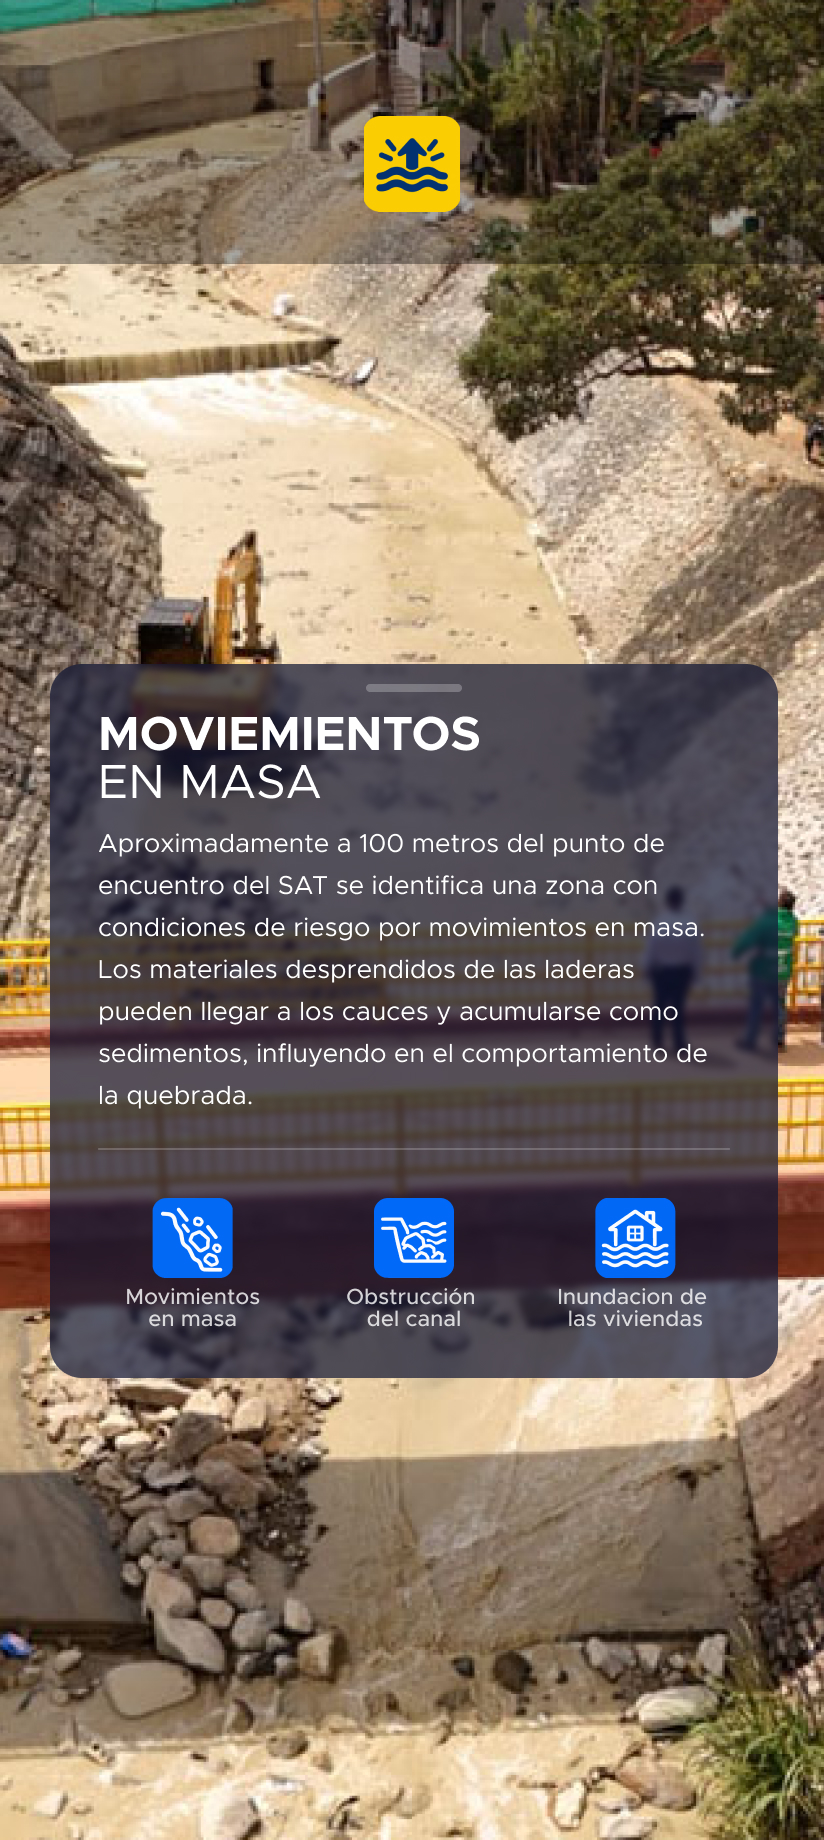 MOVIEMIENTOS
EN MASA
Aproximadamente a 100 metros del punto de
encuentro del SAT se identifica una zona con
condiciones de riesgo por movimientos en masa.
Los materiales desprendidos de las laderas
pueden llegar a los cauces y acumularse como
sedimentos, influyendo en el comportamiento de
la quebrada.
Movimientos
en masa
Obstrucción
del canal
Inundacion de
las viviendas